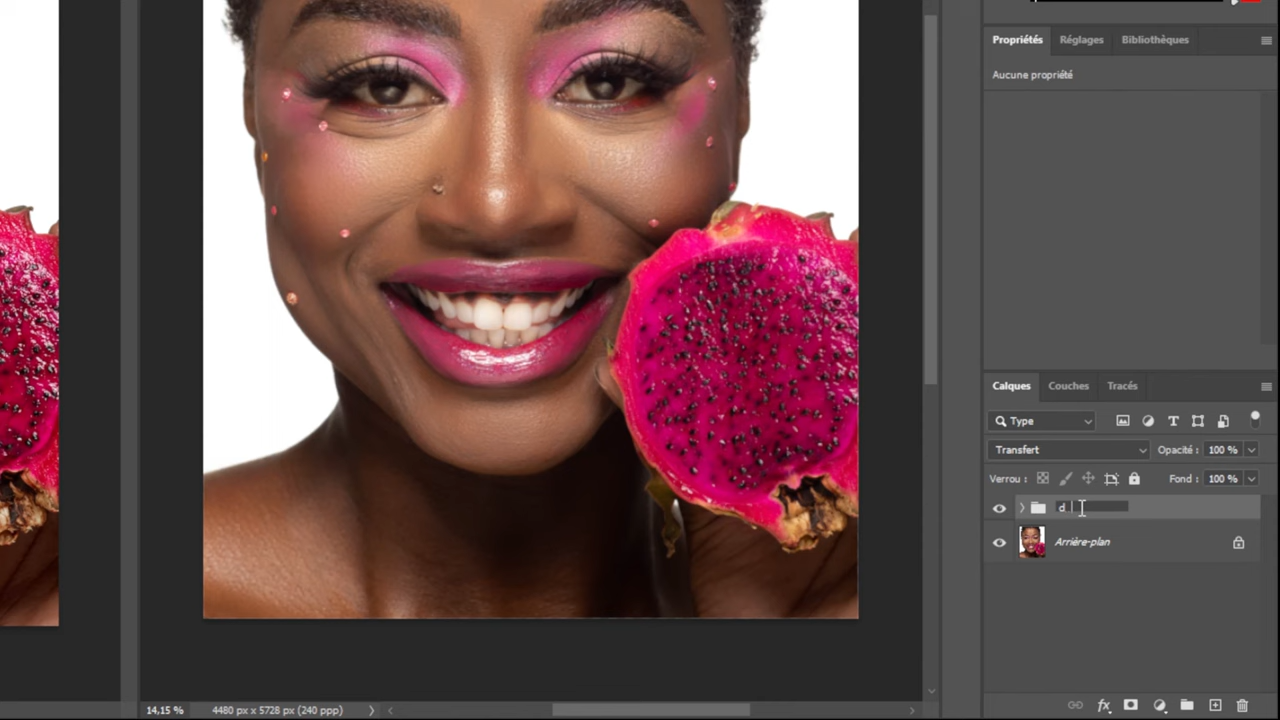 Propriétés Réglages Bibliothèques
Aucune propriété
Calques Couches Tracés
Type
Transfert Opacité : 100 %
Verrou : Fond : 100 %
d
Arrière-plan
14,15 % 4480 px x 5728 px (240 ppp)
fx